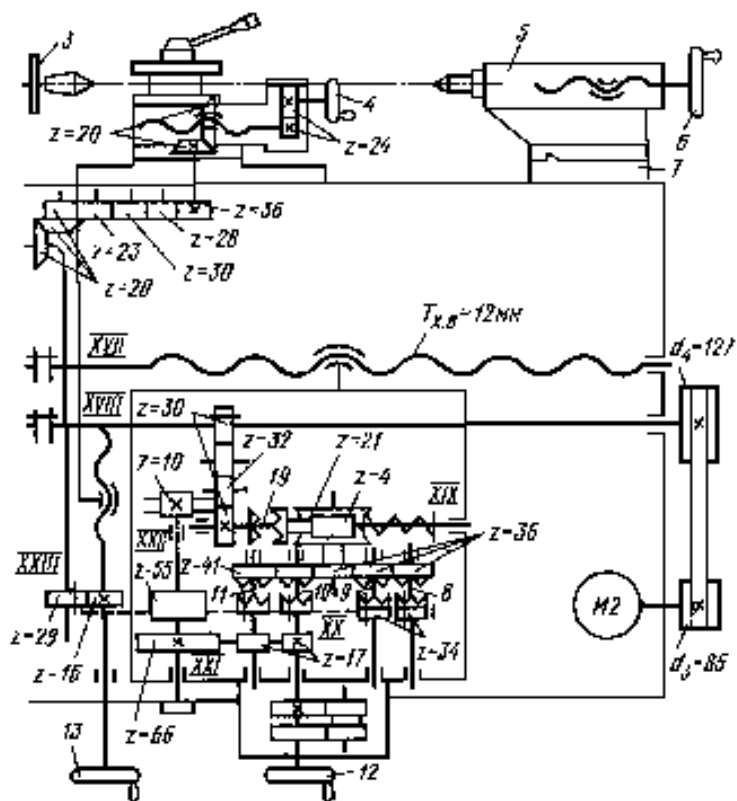 3
5
4
6
7
z=20
z=24
z=36
z=23
z=28
z=30
z=20
Tх.в=12мм
XVII
d₄=127
XVIII
z=30
z-32
z-21
z=10
19
z-4
XIX
z=36
XXII
z-41
XXIII
z-55
11
10
9
8
М2
z=29
XX
z-34
z-16
XXI
z=17
d₃=85
z=66
13
12